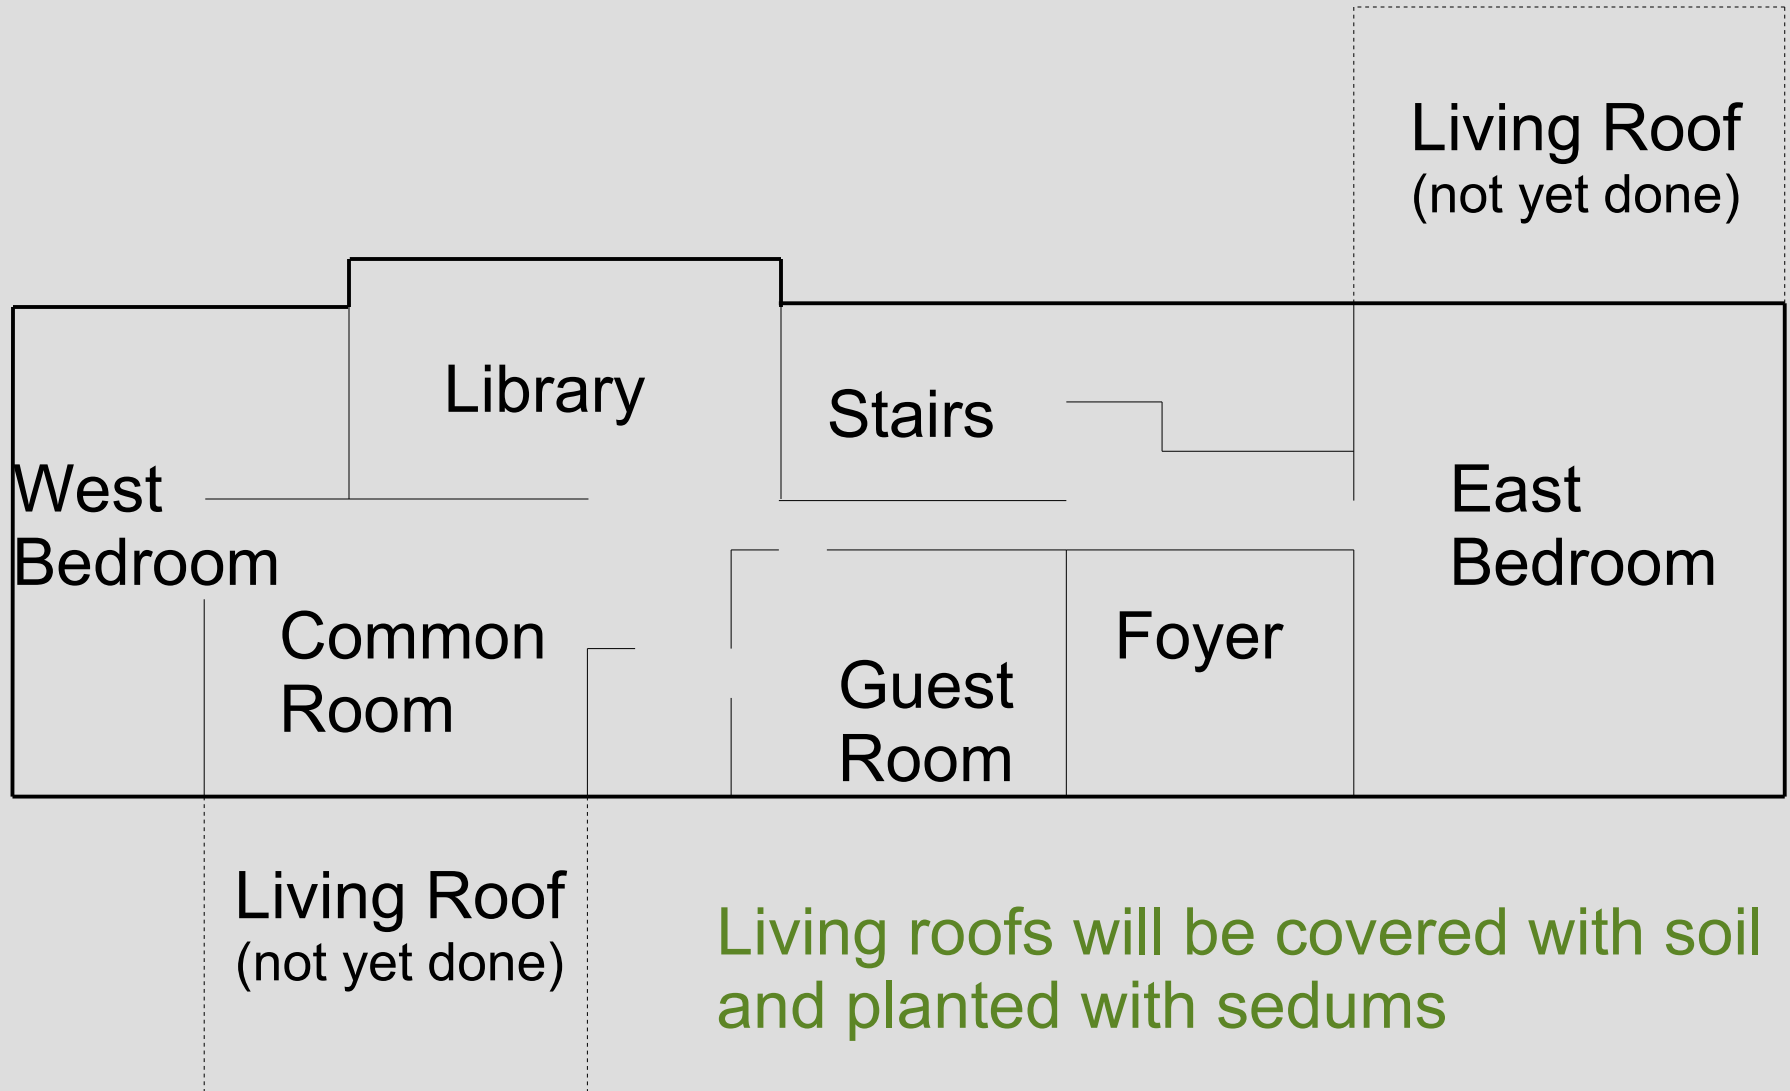 Living Roof
(not yet done)
Library
Stairs
West
Bedroom
East
Bedroom
Common
Room
Foyer
Guest
Room
Living Roof
(not yet done)
Living roofs will be covered with soil
and planted with sedums